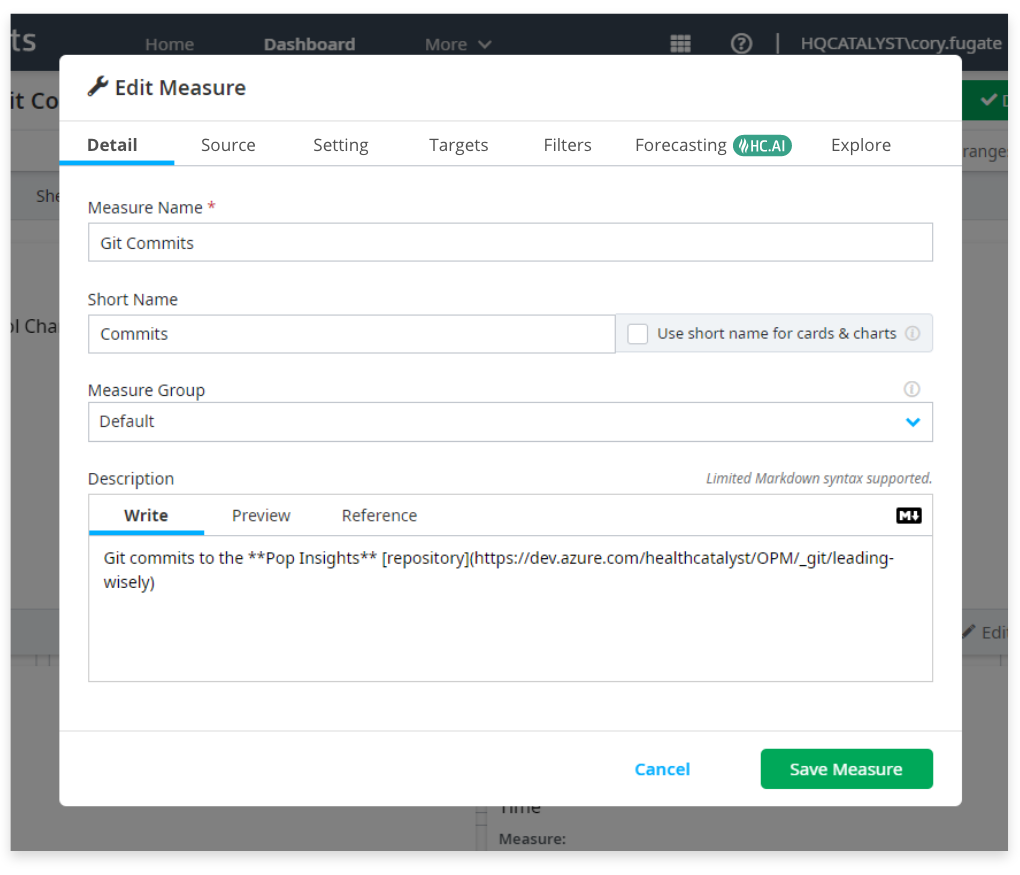 ts
Home Dashboard More HQCATALYST\cory.fugate
it Co
Edit Measure
Detail Source Setting Targets Filters Forecasting HC.AI Explore
range
She
Measure Name *
Git Commits
Short Name
ol Cha
Commits Use short name for cards & charts
Measure Group
Default
Description Limited Markdown syntax supported.
Write Preview Reference M
Git commits to the **Pop Insights** [repository](https://dev.azure.com/healthcatalyst/OPM/_git/leading-
wisely)
Edi
Cancel Save Measure
Time
Measure: